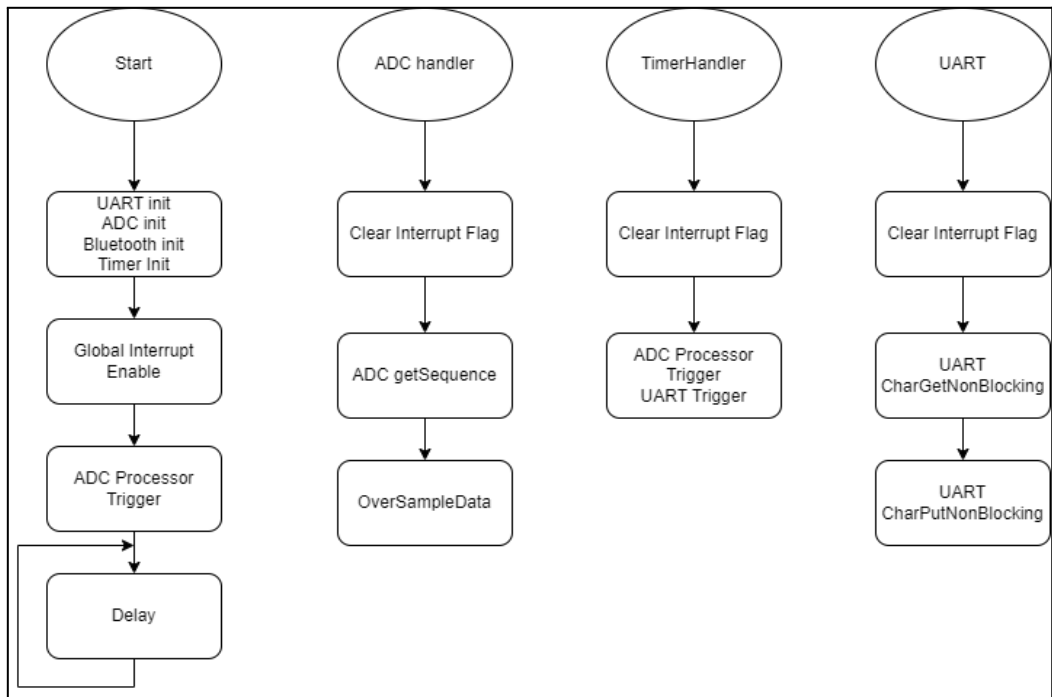 Start
UART init
ADC init
Bluetooth init
Timer Init
Global Interrupt
Enable
ADC Processor
Trigger
Delay
ADC handler
Clear Interrupt Flag
ADC getSequence
OverSampleData
TimerHandler
Clear Interrupt Flag
ADC Processor
Trigger
UART Trigger
UART
Clear Interrupt Flag
UART
CharGetNonBlocking
UART
CharPutNonBlocking